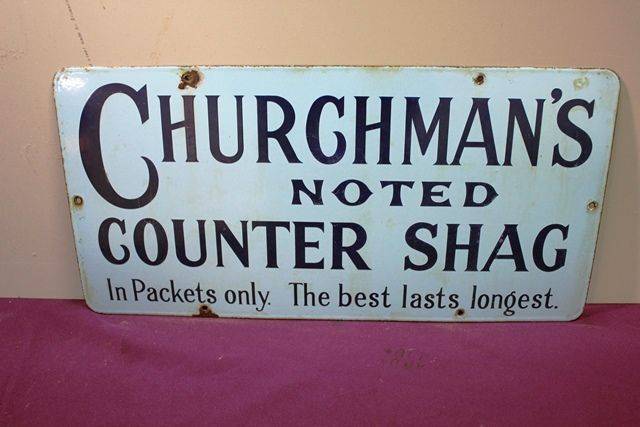 CHURCHMAN'S
NOTED
COUNTER SHAG
In Packets only. The best lasts longest.